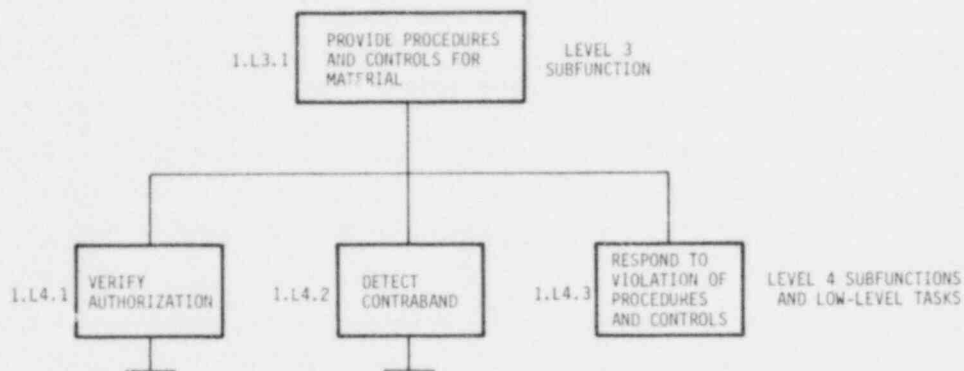 1.L3.1
PROVIDE PROCEDURES
AND CONTROLS FOR
MATERIAL
LEVEL 3
SUBFUNCTION
1.L4.1
VERIFY
AUTHORIZATION
1.L4.2
DETECT
CONTRABAND
1.L4.3
RESPOND TO
VIOLATION OF
PROCEDURES
AND CONTROLS
LEVEL 4 SUBFUNCTIONS
AND LOW-LEVEL TASKS